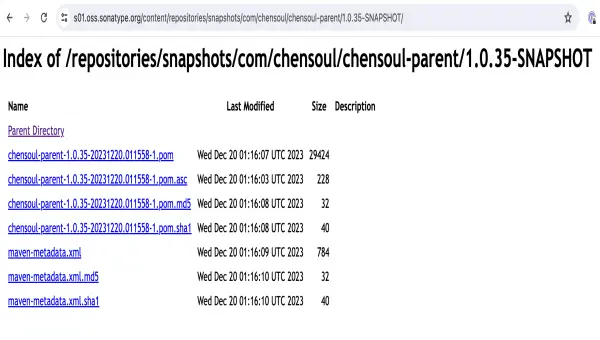 s01.oss.sonatype.org/content/repositories/snapshots/com/chensoul/chensoul-parent/1.0.35-SNAPSHOT/
Index of /repositories/snapshots/com/chensoul/chensoul-parent/1.0.35-SNAPSHOT
Name Last Modified Size Description
Parent Directory
chensoul-parent-1.0.35-20231220.011558-1.pom Wed Dec 20 01:16:07 UTC 2023 29424
chensoul-parent-1.0.35-20231220.011558-1.pom.asc Wed Dec 20 01:16:03 UTC 2023 228
chensoul-parent-1.0.35-20231220.011558-1.pom.md5 Wed Dec 20 01:16:08 UTC 2023 32
chensoul-parent-1.0.35-20231220.011558-1.pom.sha1 Wed Dec 20 01:16:08 UTC 2023 40
maven-metadata.xml Wed Dec 20 01:16:09 UTC 2023 784
maven-metadata.xml.md5 Wed Dec 20 01:16:10 UTC 2023 32
maven-metadata.xml.sha1 Wed Dec 20 01:16:10 UTC 2023 40